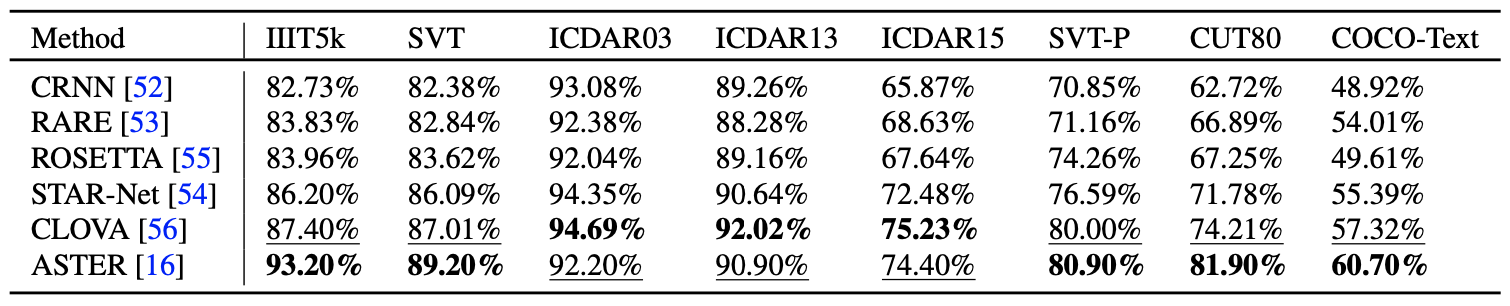 Method IIIT5k SVT ICDAR03 ICDAR13 ICDAR15 SVT-P CUT80 COCO-Text
CRNN [52] 82.73% 82.38% 93.08% 89.26% 65.87% 70.85% 62.72% 48.92%
RARE [53] 83.83% 82.84% 92.38% 88.28% 68.63% 71.16% 66.89% 54.01%
ROSETTA [55] 83.96% 83.62% 92.04% 89.16% 67.64% 74.26% 67.25% 49.61%
STAR-Net [54] 86.20% 86.09% 94.35% 90.64% 72.48% 76.59% 71.78% 55.39%
CLOVA [56] 87.40% 87.01% 94.69% 92.02% 75.23% 80.00% 74.21% 57.32%
ASTER [16] 93.20% 89.20% 92.20% 90.90% 74.40% 80.90% 81.90% 60.70%